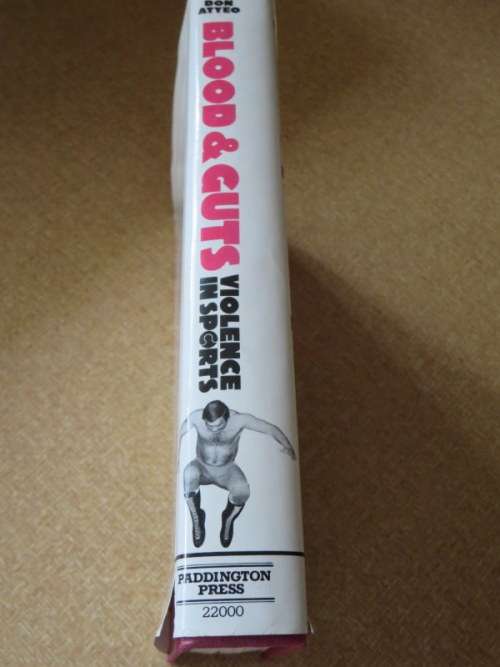 DON
ATYEO
BLOOD & GUTS
VIOLENCE
IN SPORTS
PADDINGTON
PRESS
22000